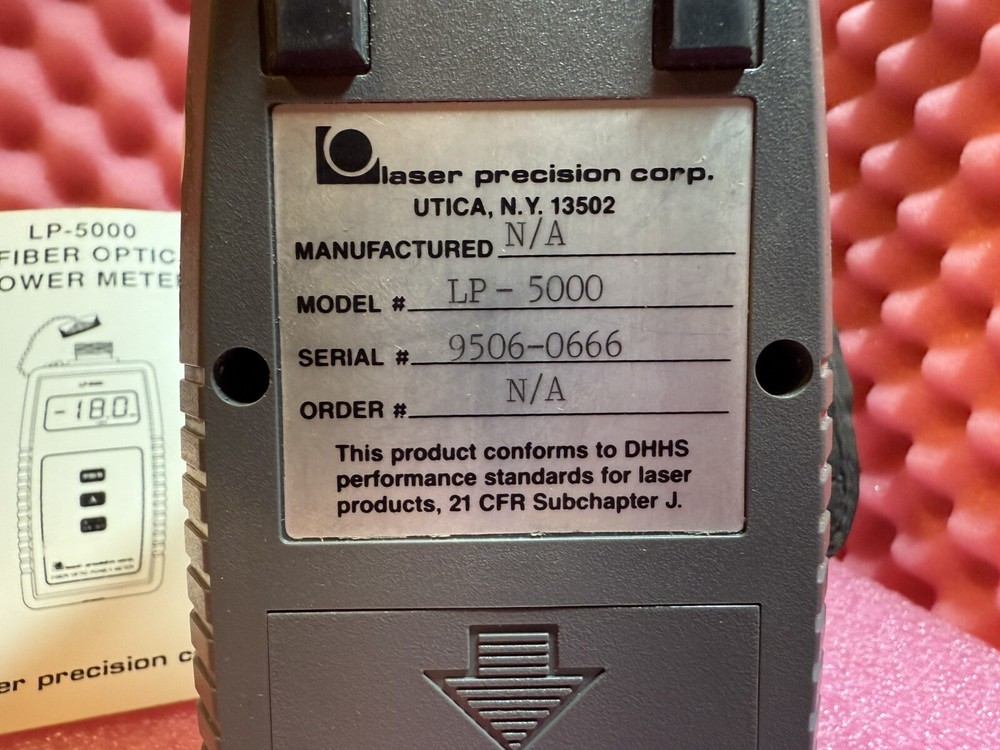 laser precision corp.
UTICA, N.Y. 13502
MANUFACTURED N/A
MODEL # LP-5000
SERIAL # 9506-0666
ORDER # N/A
This product conforms to DHHS
performance standards for laser
products, 21 CFR Subchapter J.
LP-5000
FIBER OPTIC
OWER METE
-18.0
er precision c